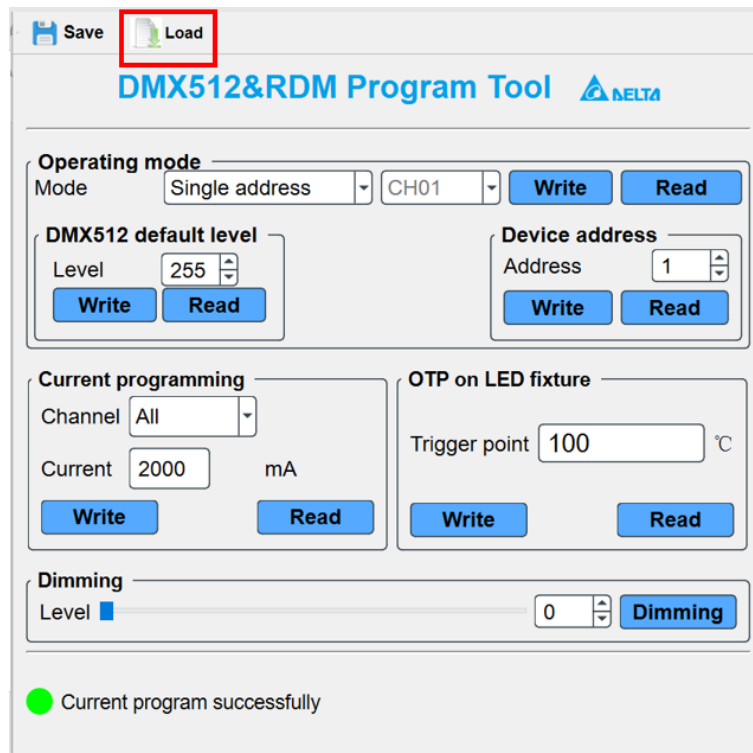 Save Load
DMX512&RDM Program Tool DELTA
Operating mode
Mode Single address CH01 Write Read
DMX512 default level
Level 255
Write Read
Device address
Address 1
Write Read
Current programming
Channel All
Current 2000 mA
Write Read
OTP on LED fixture
Trigger point 100 ℃
Write Read
Dimming
Level 0 Dimming
Current program successfully